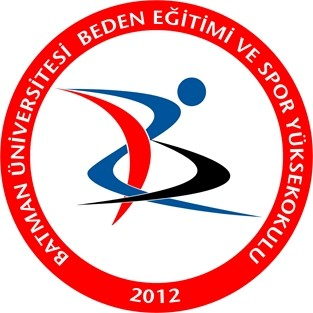 BATMAN ÜNİVERSİTESİ BEDEN EĞİTİMİ VE SPOR YÜKSEKOKULU
2012